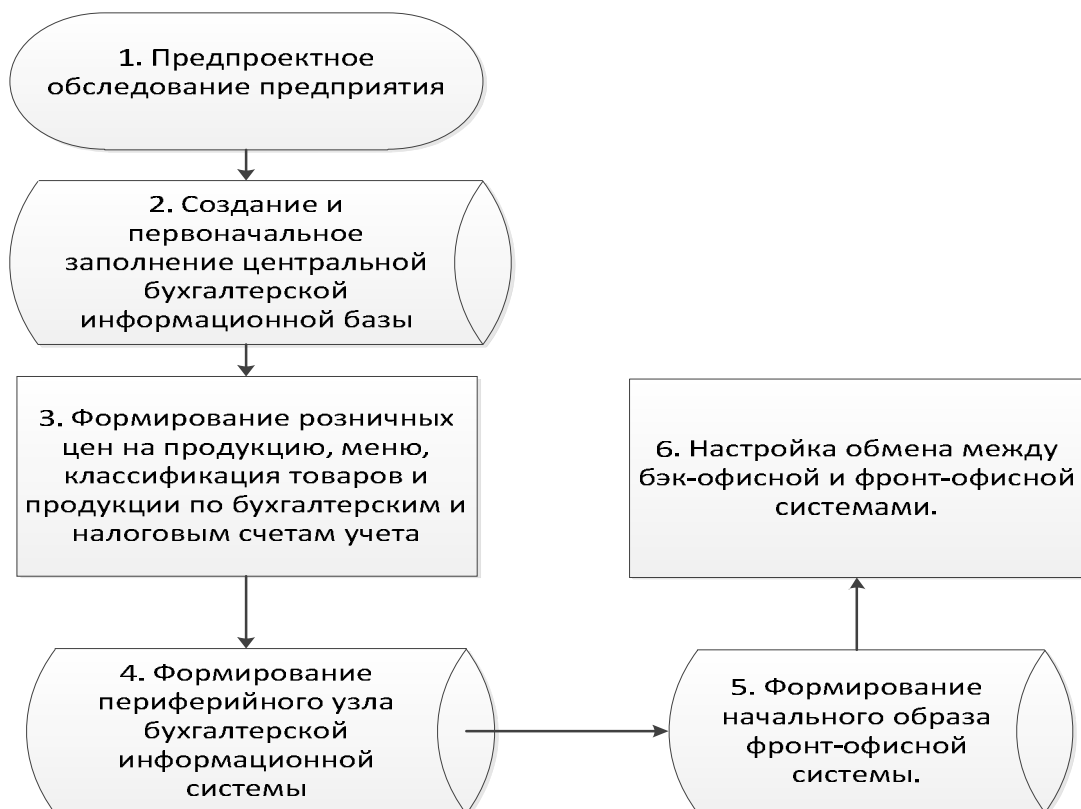 1. Предпроектное
обследование предприятия
2. Создание и
первоначальное
заполнение центральной
бухгалтерской
информационной базы
3. Формирование розничных
цен на продукцию, меню,
классификация товаров и
продукции по бухгалтерским и
налоговым счетам учета
4. Формирование
периферийного узла
бухгалтерской
информационной
системы
5. Формирование
начального образа
фронт-офисной
системы.
6. Настройка обмена между
бэк-офисной и фронт-офисной
системами.